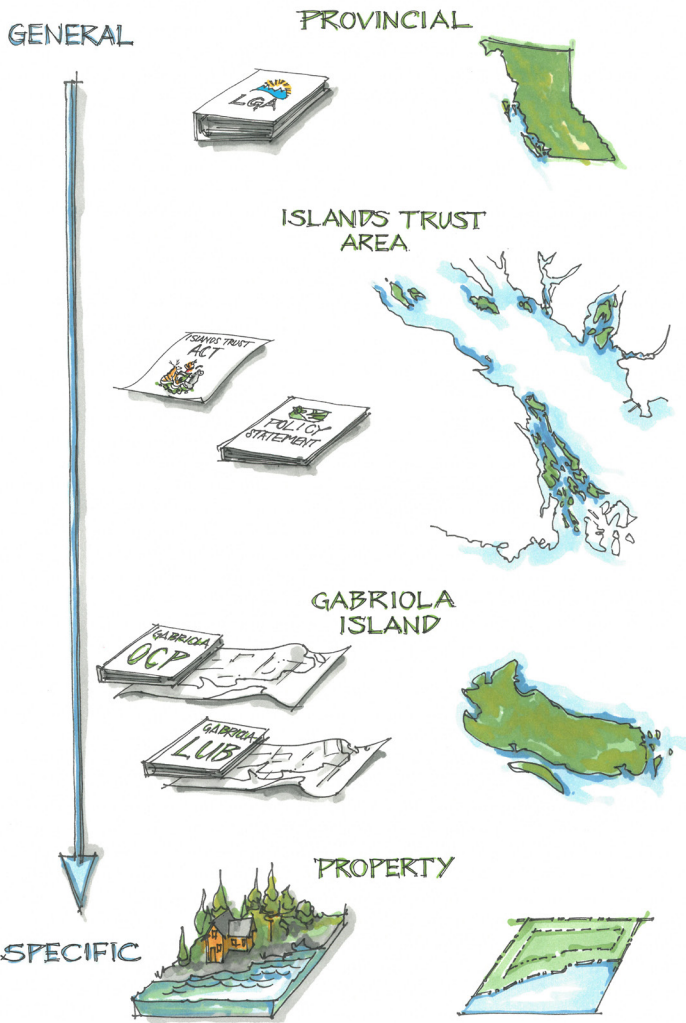 GENERAL
PROVINCIAL
LGA
ISLANDS TRUST
AREA
ISLANDS TRUST
ACT
POLICY
STATEMENT
GABRIOLA
ISLAND
GABRIOLA
OCP
GABRIOLA
LUB
PROPERTY
SPECIFIC